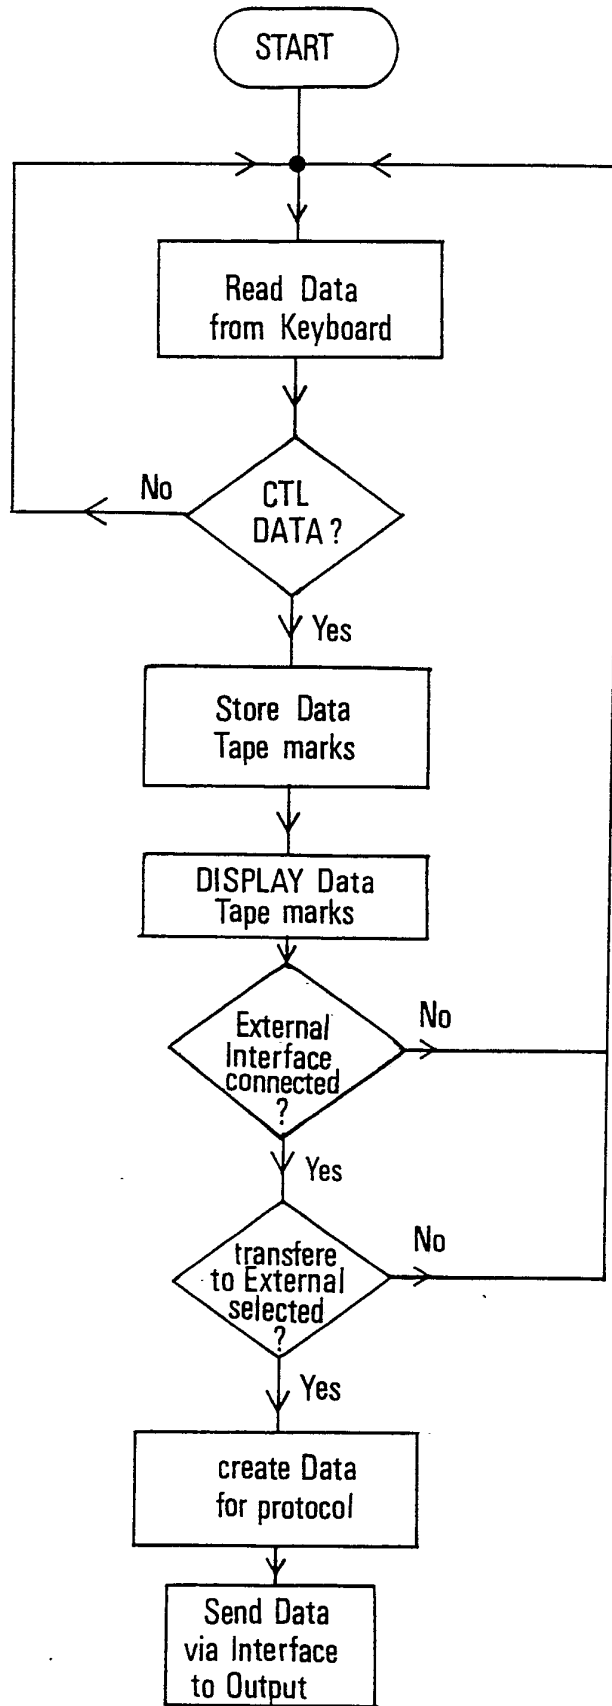 START
Read Data
from Keyboard
No
CTL
DATA?
Yes
Store Data
Tape marks
DISPLAY Data
Tape marks
External
Interface
connected
?
No
Yes
transfere
to External
selected
?
No
Yes
create Data
for protocol
Send Data
via Interface
to Output